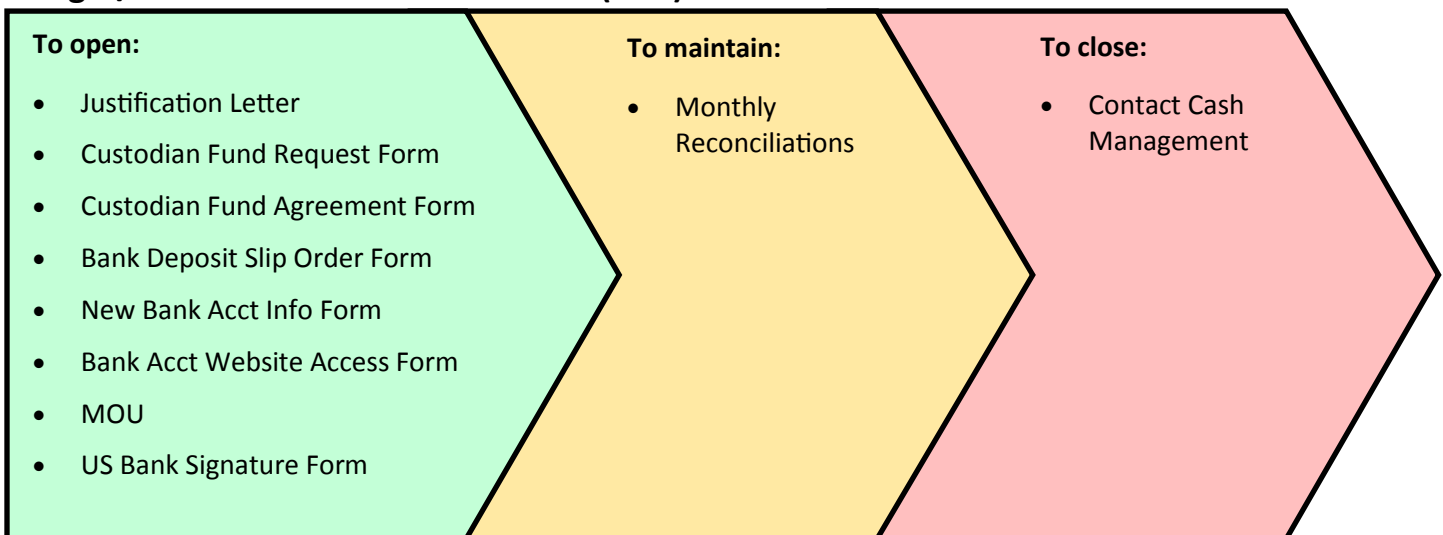 To open:
• Justification Letter
• Custodian Fund Request Form
• Custodian Fund Agreement Form
• Bank Deposit Slip Order Form
• New Bank Acct Info Form
• Bank Acct Website Access Form
• MOU
• US Bank Signature Form
To maintain:
• Monthly
Reconciliations
To close:
• Contact Cash
Management